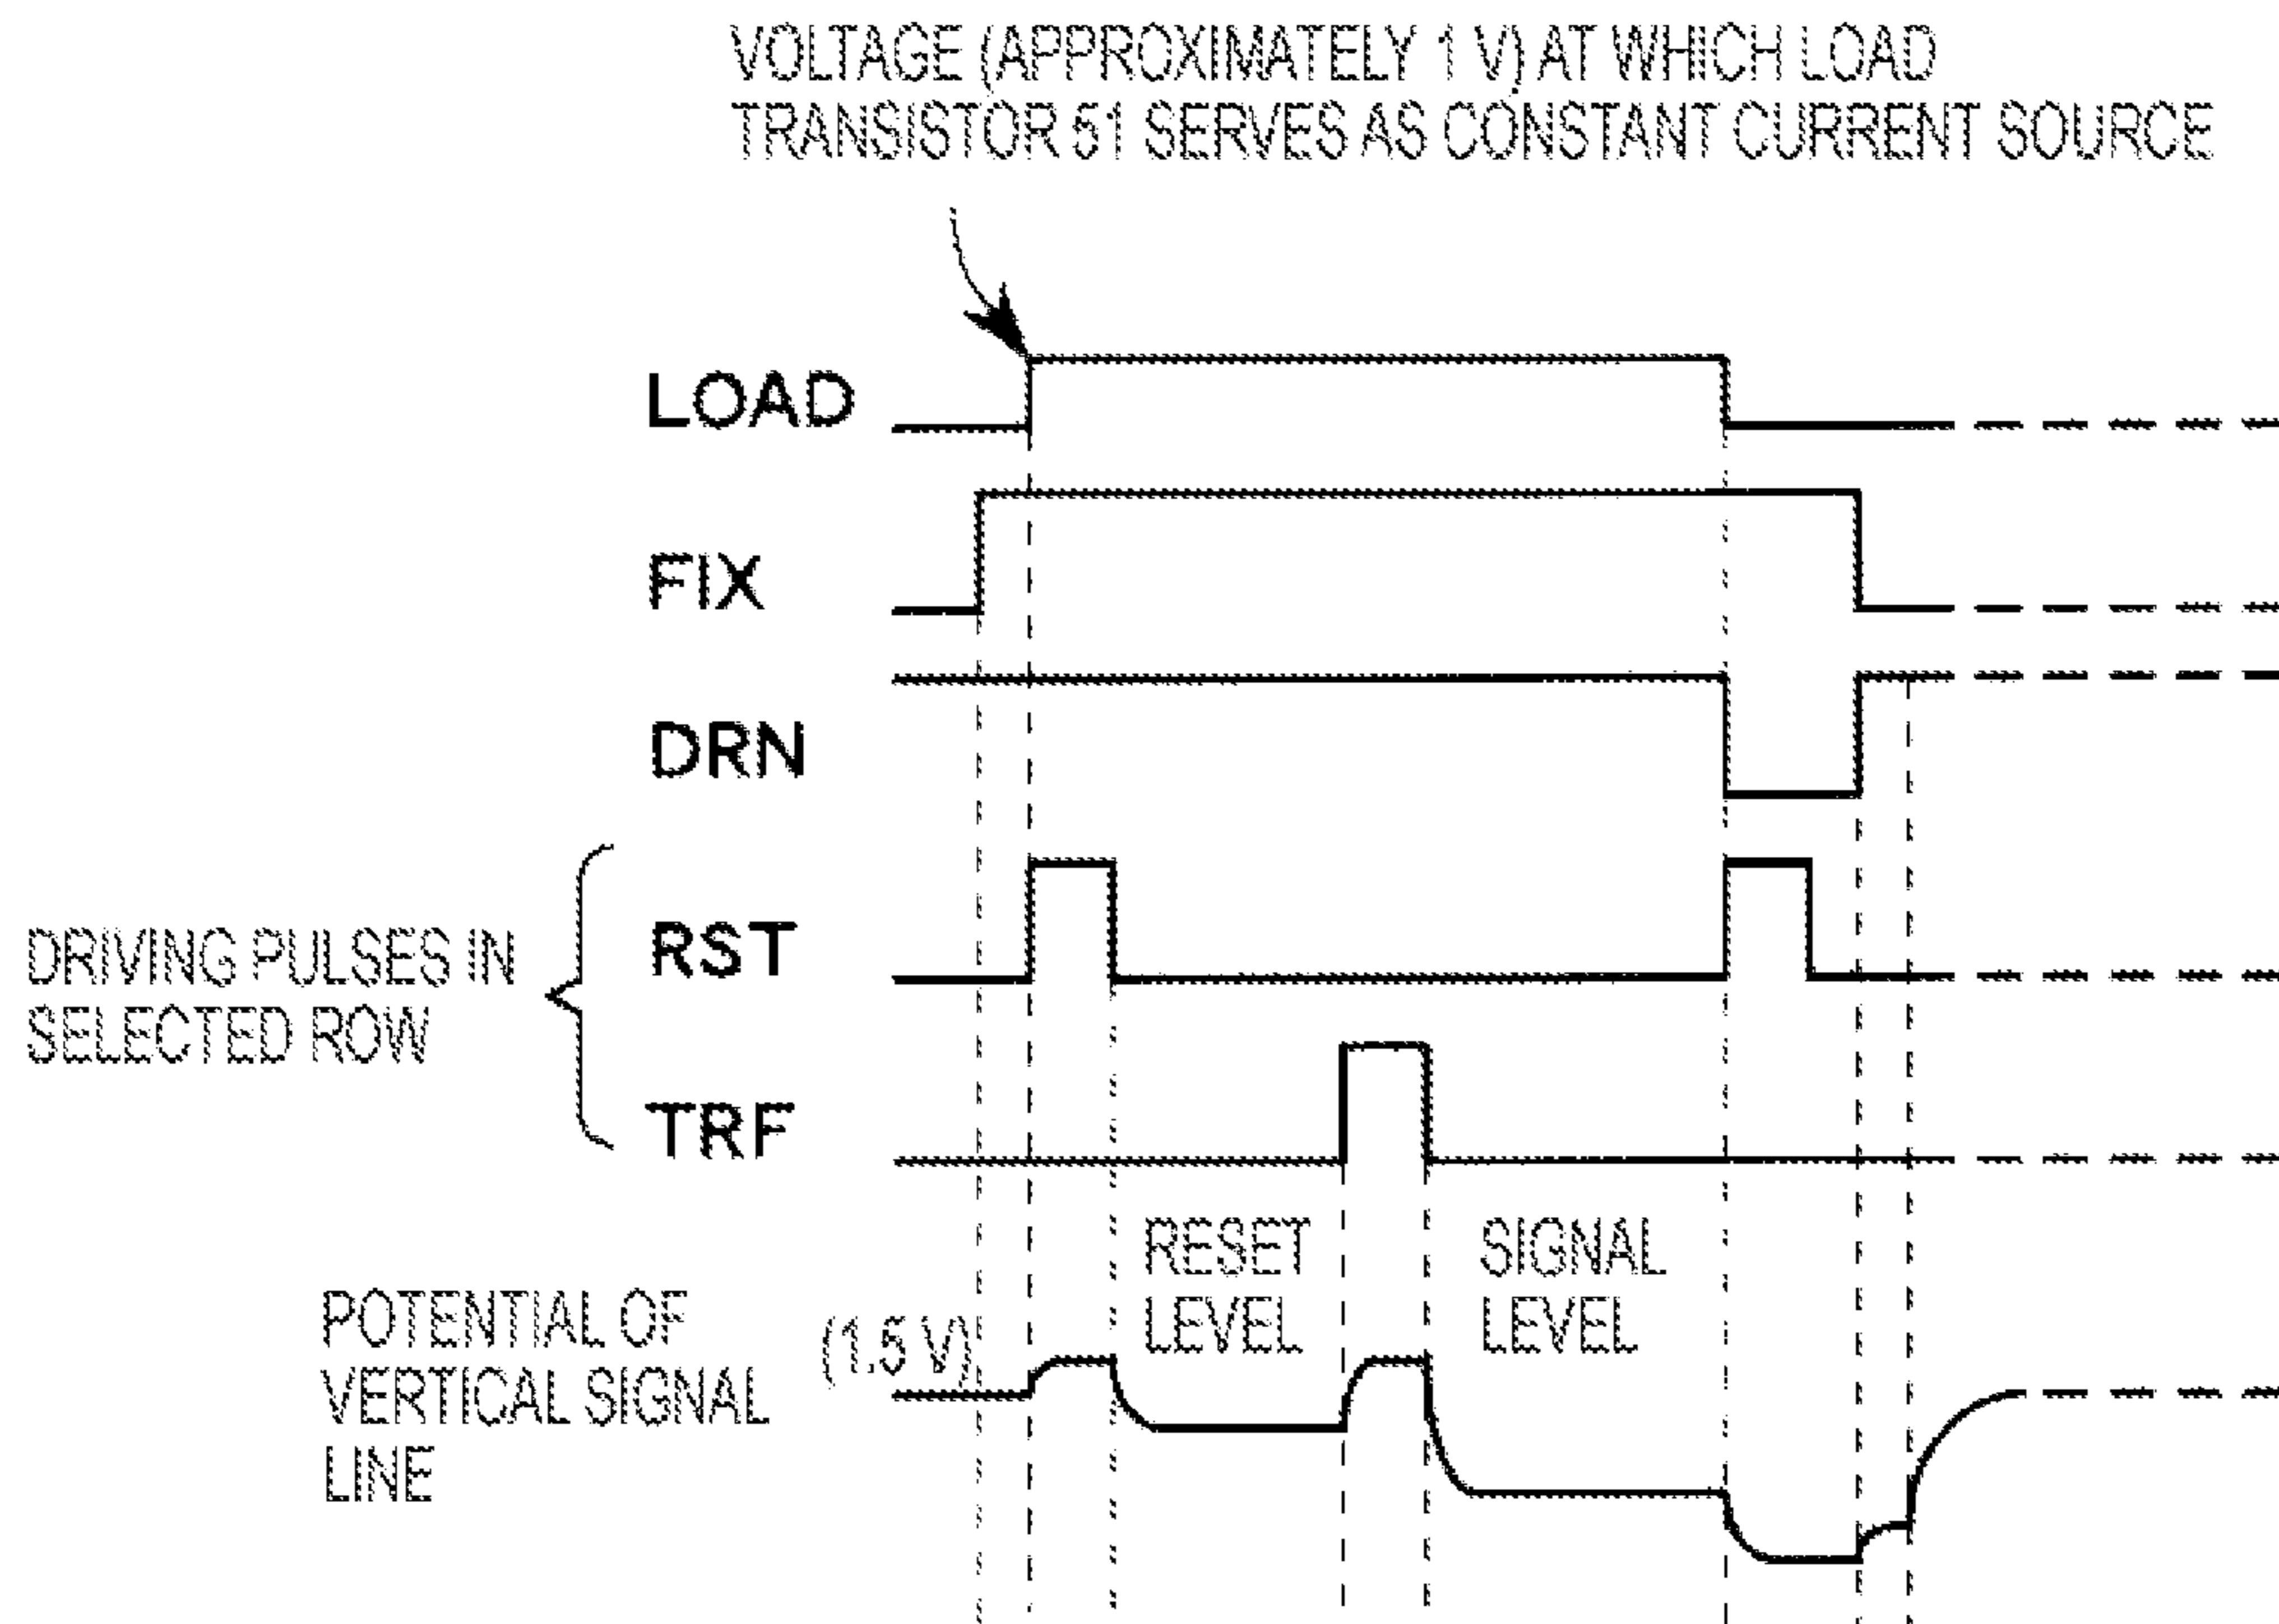 VOLTAGE (APPROXIMATELY 1 V) AT WHICH LOAD
TRANSISTOR 51 SERVES AS CONSTANT CURRENT SOURCE
LOAD
FIX
DRN
RST
TRF
DRIVING PULSES IN
SELECTED ROW
RESET
LEVEL
SIGNAL
LEVEL
POTENTIAL OF
VERTICAL SIGNAL
LINE
(1.5 V)